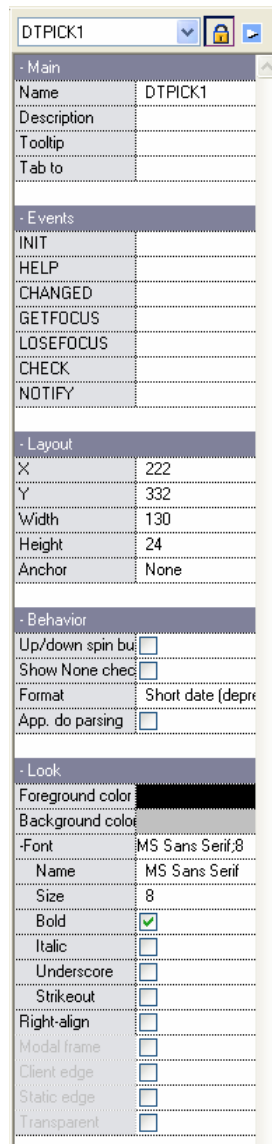 DTPICK1
- Main
Name DTPICK1
Description
Tooltip
Tab to
- Events
INIT
HELP
CHANGED
GETFOCUS
LOSEFOCUS
CHECK
NOTIFY
- Layout
X 222
Y 332
Width 130
Height 24
Anchor None
- Behavior
Up/down spin bu
Show None chec
Format Short date (depre
App. do parsing
- Look
Foreground color
Background color
-Font MS Sans Serif;8
Name MS Sans Serif
Size 8
Bold
Italic
Underscore
Strikeout
Right-align
Modal frame
Client edge
Static edge
Transparent